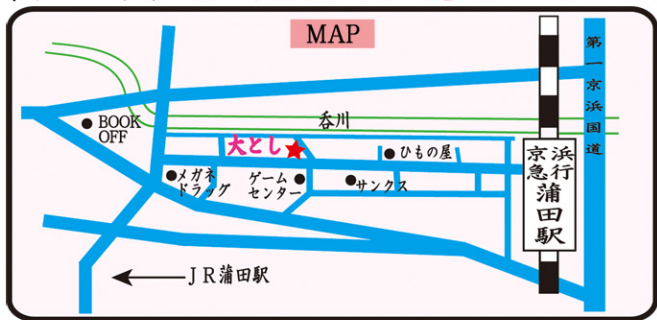 MAP
第一京浜国道
呑川
BOOK
OFF
大とし
ひもの屋
京浜
急行
蒲田駅
メガネ
ドラッグ
ゲーム
センター
サンクス
JR蒲田駅